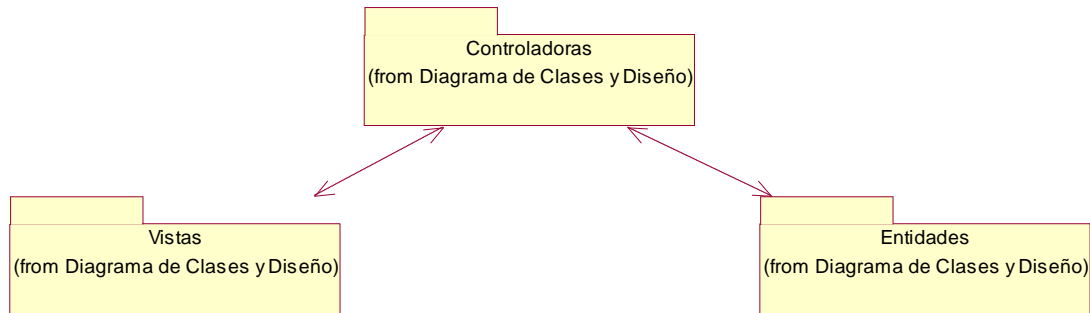 Controladoras
(from Diagrama de Clases y Diseño)
Vistas
(from Diagrama de Clases y Diseño)
Entidades
(from Diagrama de Clases y Diseño)